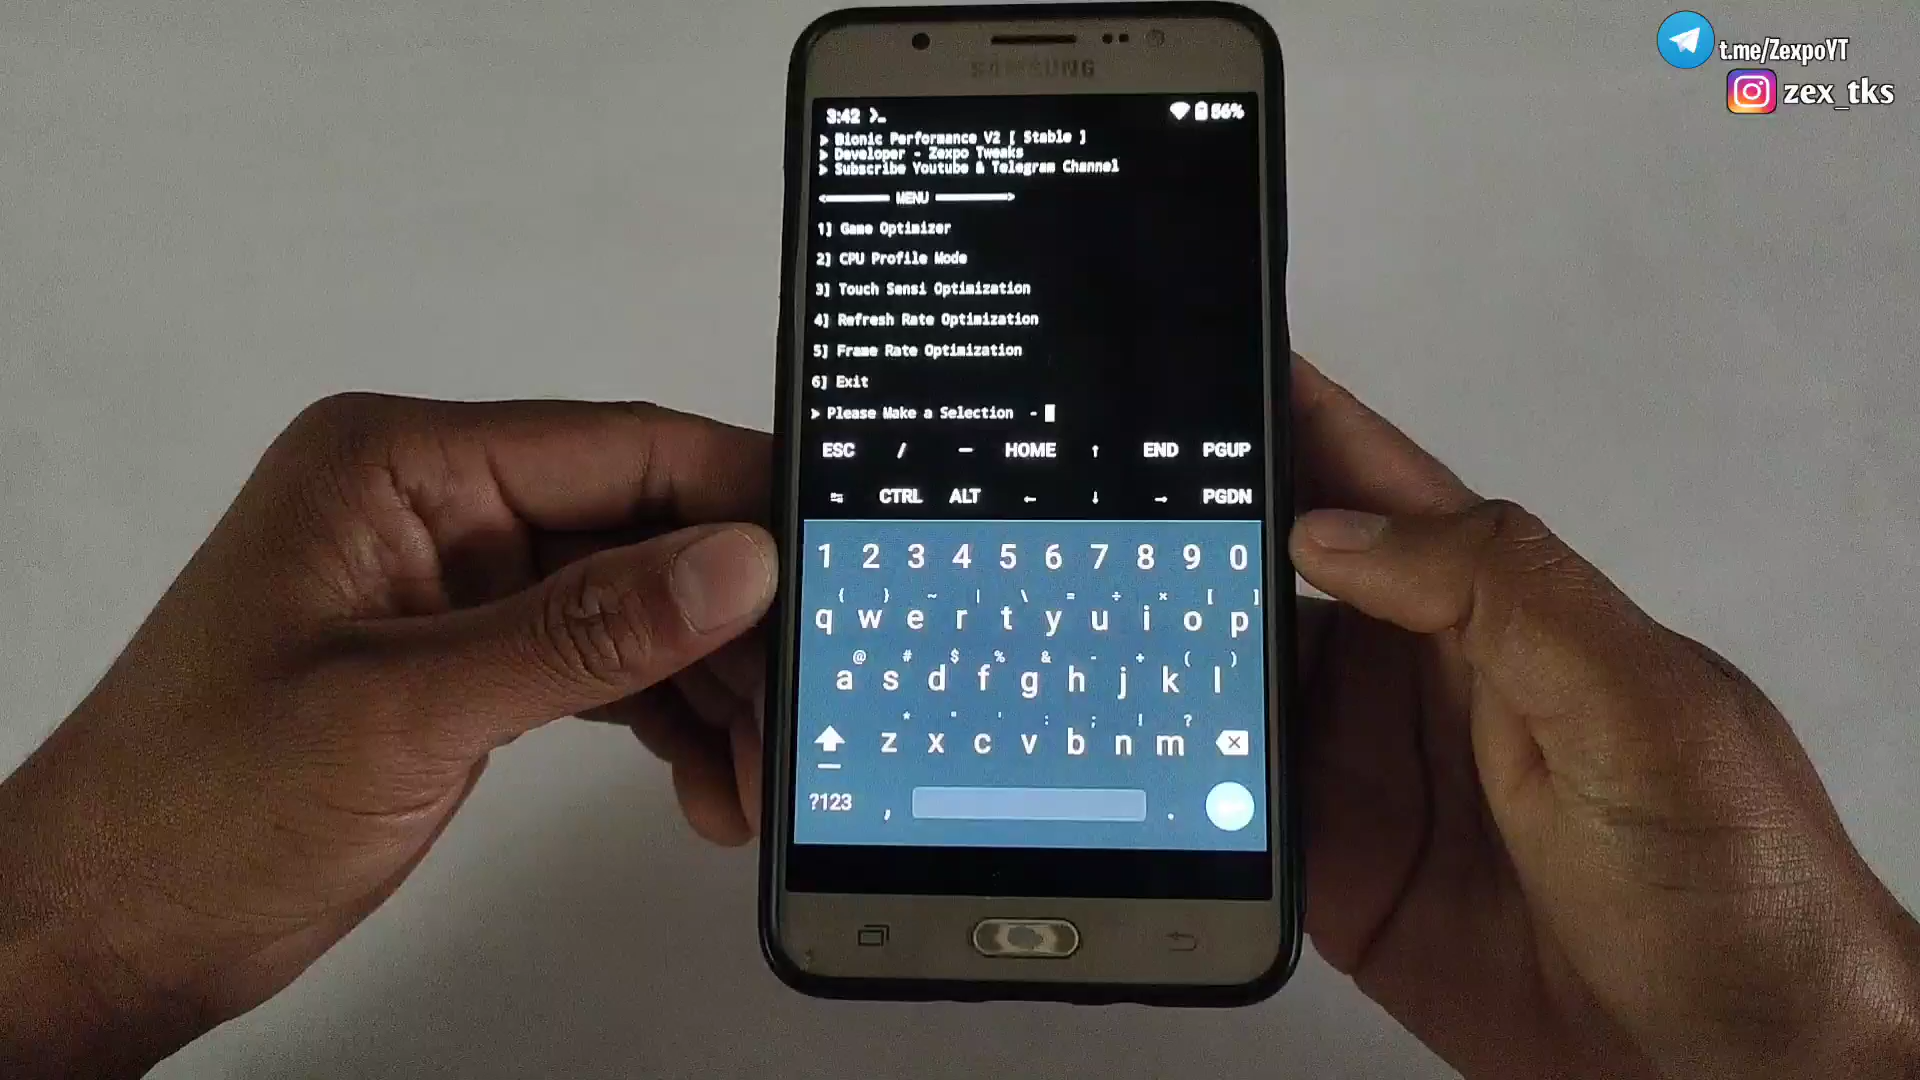 t.me/ZexpoYT
zex_tks
SAMSUNG
3:42 56%
> Bionic Performance V2 [ Stable ]
> Developer - Zexpo Tweaks
> Subscribe Youtube & Telegram Channel
<——— MENU ———>
1] Game Optimizer
2] CPU Profile Mode
3] Touch Sensi Optimization
4] Refresh Rate Optimization
5] Frame Rate Optimization
6] Exit
> Please Make a Selection -
ESC / — HOME ↑ END PGUP
↹ CTRL ALT ← ↓ → PGDN
1 2 3 4 5 6 7 8 9 0
{ } ~ | \ = ÷ × [ ]
q w e r t y u i o p
@ # $ % & - + ( )
a s d f g h j k l
* " ' : ; ! ?
z x c v b n m
?123 , .